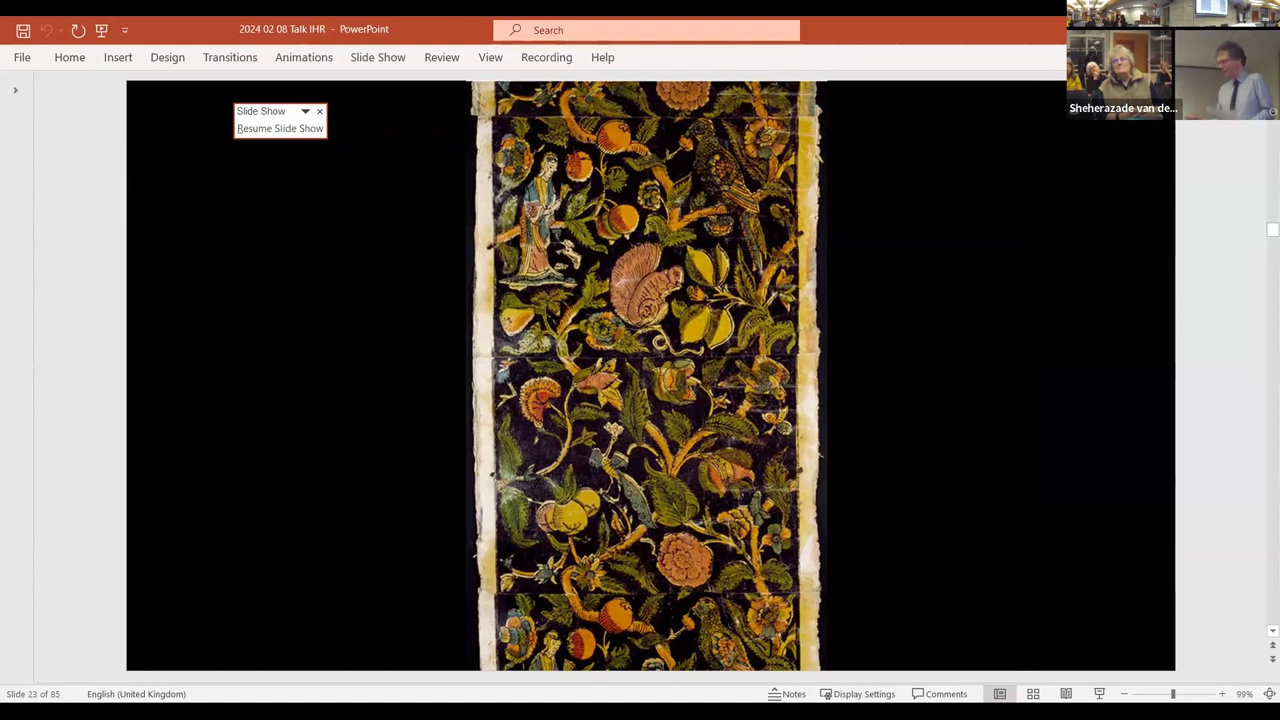 2024 02 08 Talk IHR - PowerPoint
Search
File Home Insert Design Transitions Animations Slide Show Review View Recording Help
Sheherazade van de...
Slide Show
Resume Slide Show
Slide 23 of 85 English (United Kingdom) Notes Display Settings Comments 99%